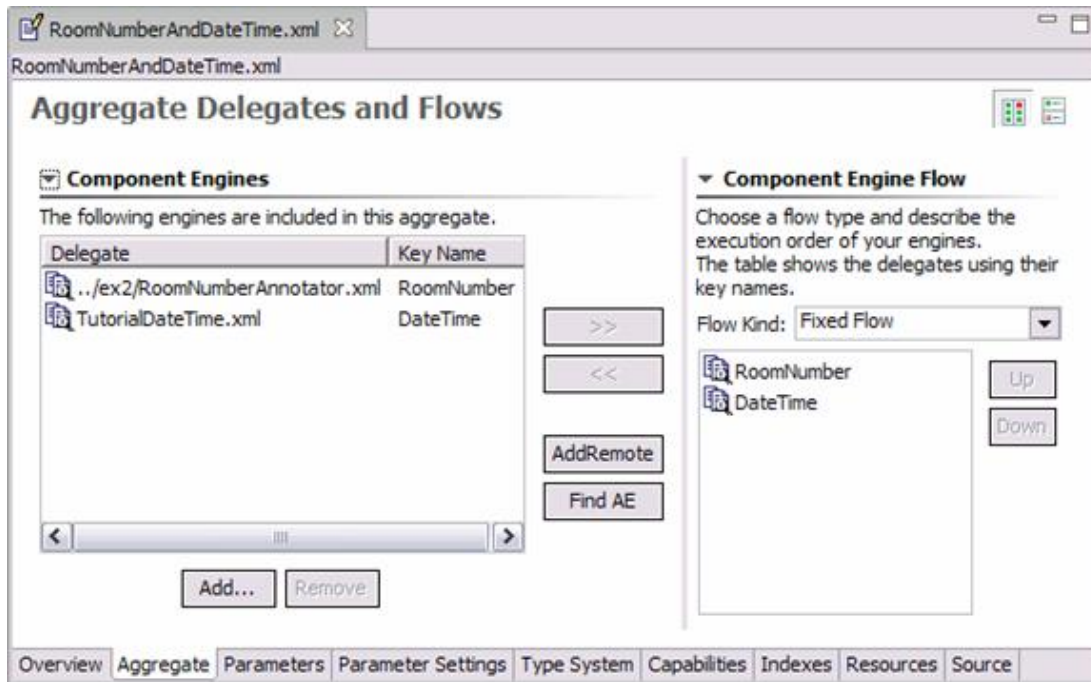 RoomNumberAndDateTime.xml
RoomNumberAndDateTime.xml
Aggregate Delegates and Flows
Component Engines
The following engines are included in this aggregate.
Delegate Key Name
../ex2/RoomNumberAnnotator.xml RoomNumber
TutorialDateTime.xml DateTime
>>
<<
AddRemote
Find AE
Add... Remove
Component Engine Flow
Choose a flow type and describe the
execution order of your engines.
The table shows the delegates using their
key names.
Flow Kind: Fixed Flow
RoomNumber
DateTime
Up
Down
Overview Aggregate Parameters Parameter Settings Type System Capabilities Indexes Resources Source